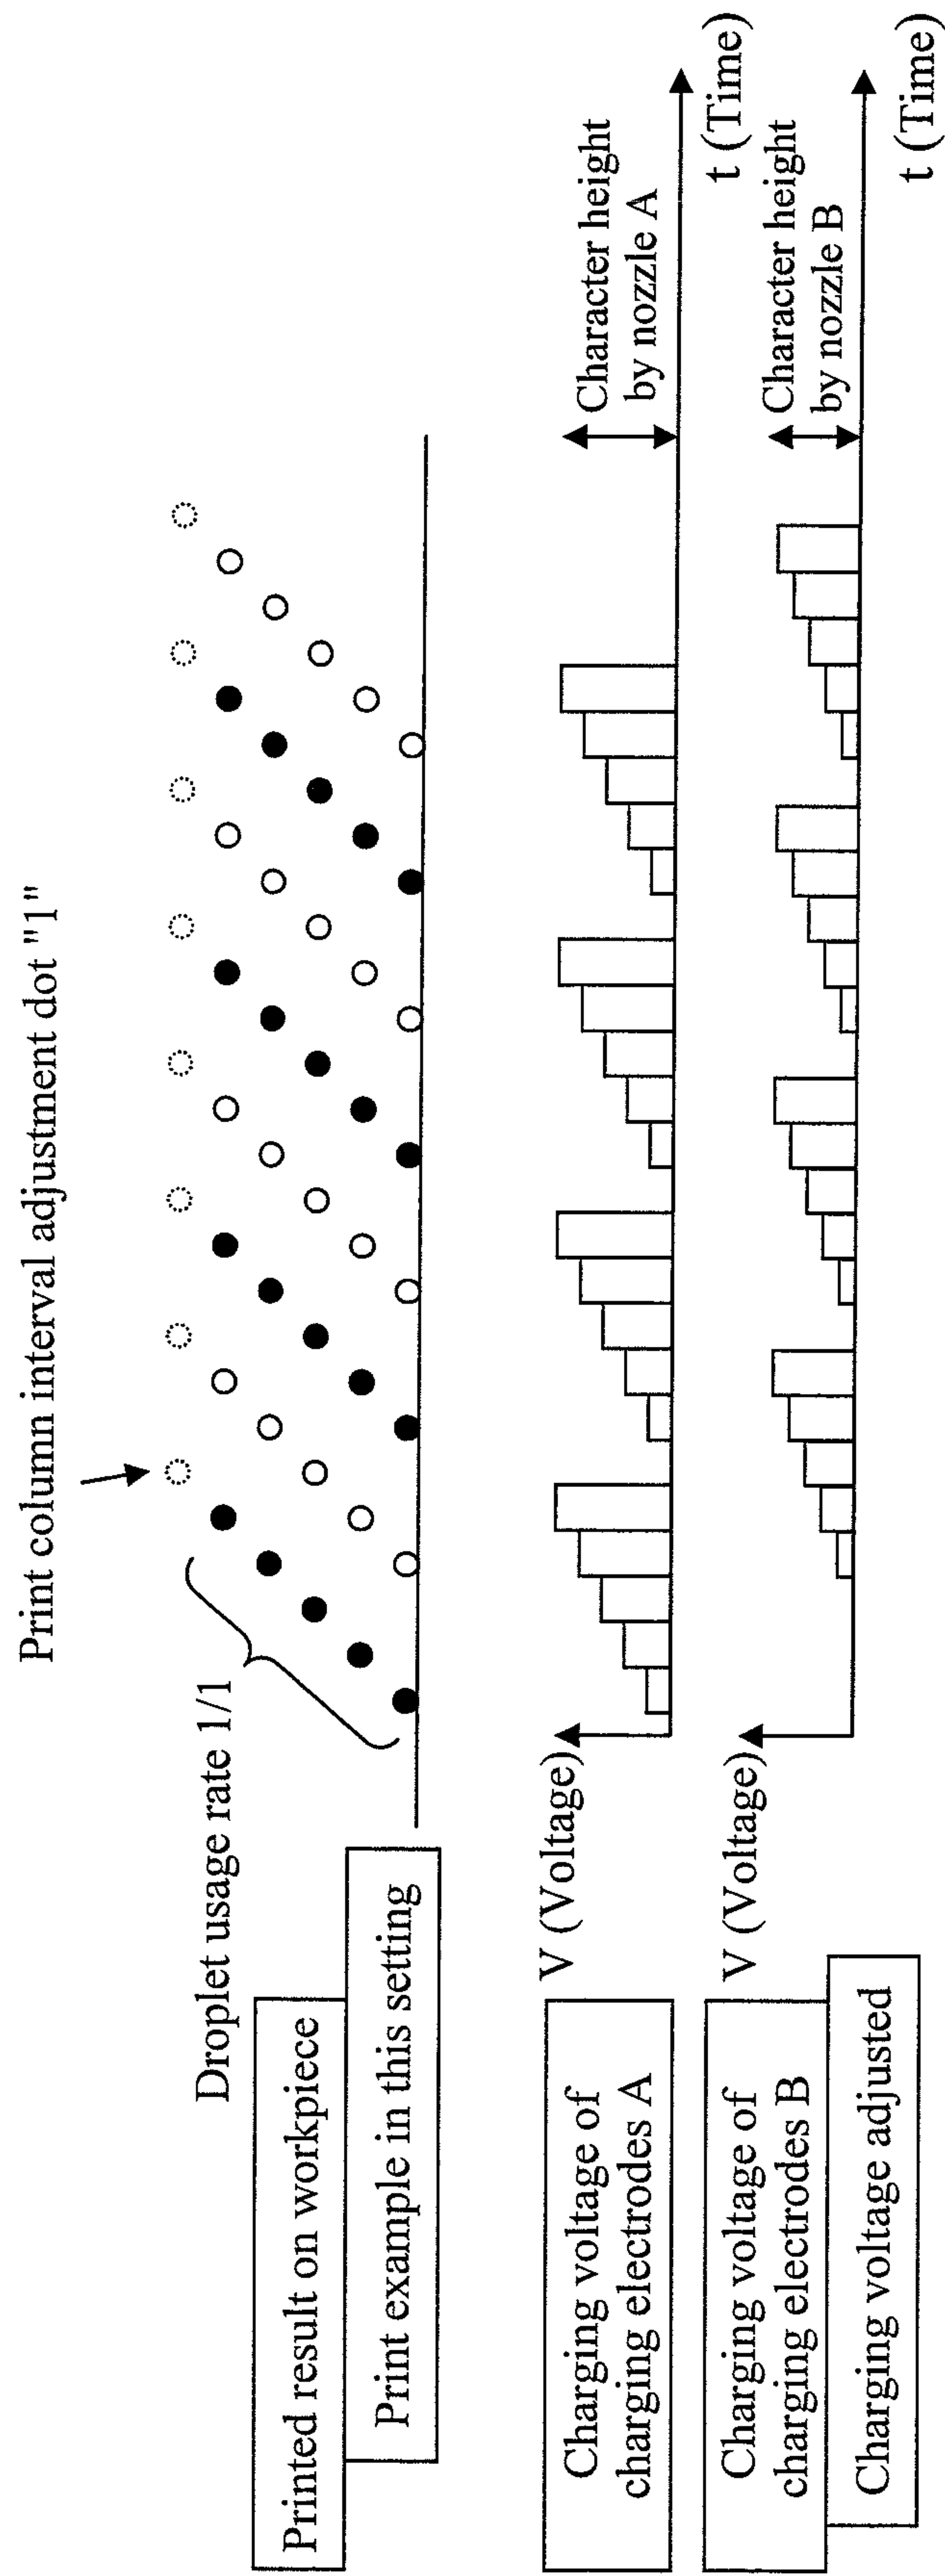 Print column interval adjustment dot "1"
Droplet usage rate 1/1
Printed result on workpiece
Print example in this setting
Charging voltage of
charging electrodes A
V (Voltage)
Character height
by nozzle A
t (Time)
Charging voltage of
charging electrodes B
Charging voltage adjusted
V (Voltage)
Character height
by nozzle B
t (Time)